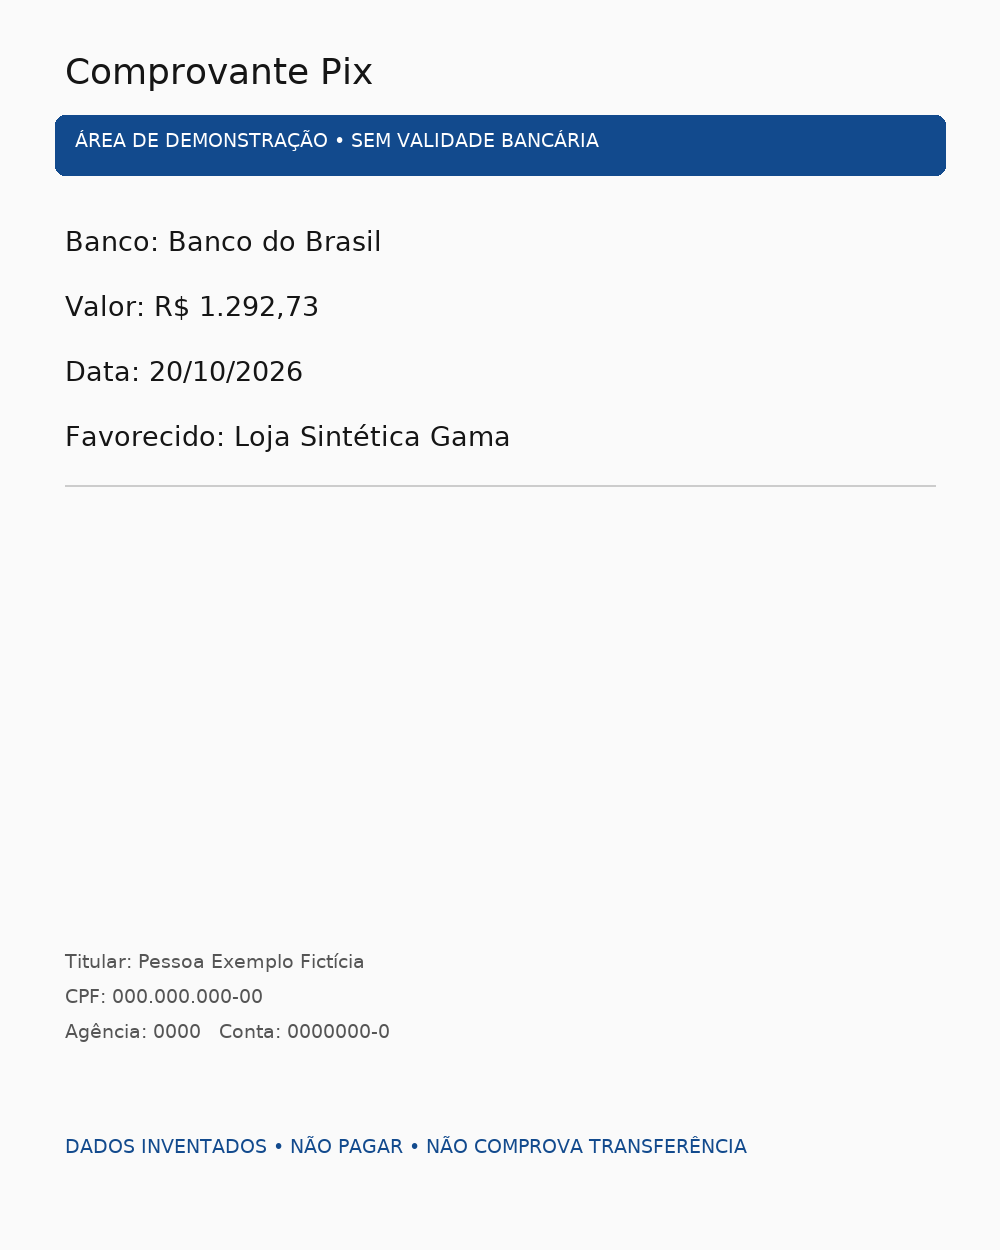 Comprovante Pix
ÁREA DE DEMONSTRAÇÃO • SEM VALIDADE BANCÁRIA
Banco: Banco do Brasil
Valor: R$ 1.292,73
Data: 20/10/2026
Favorecido: Loja Sintética Gama
Titular: Pessoa Exemplo Fictícia
CPF: 000.000.000-00
Agência: 0000   Conta: 0000000-0
DADOS INVENTADOS • NÃO PAGAR • NÃO COMPROVA TRANSFERÊNCIA